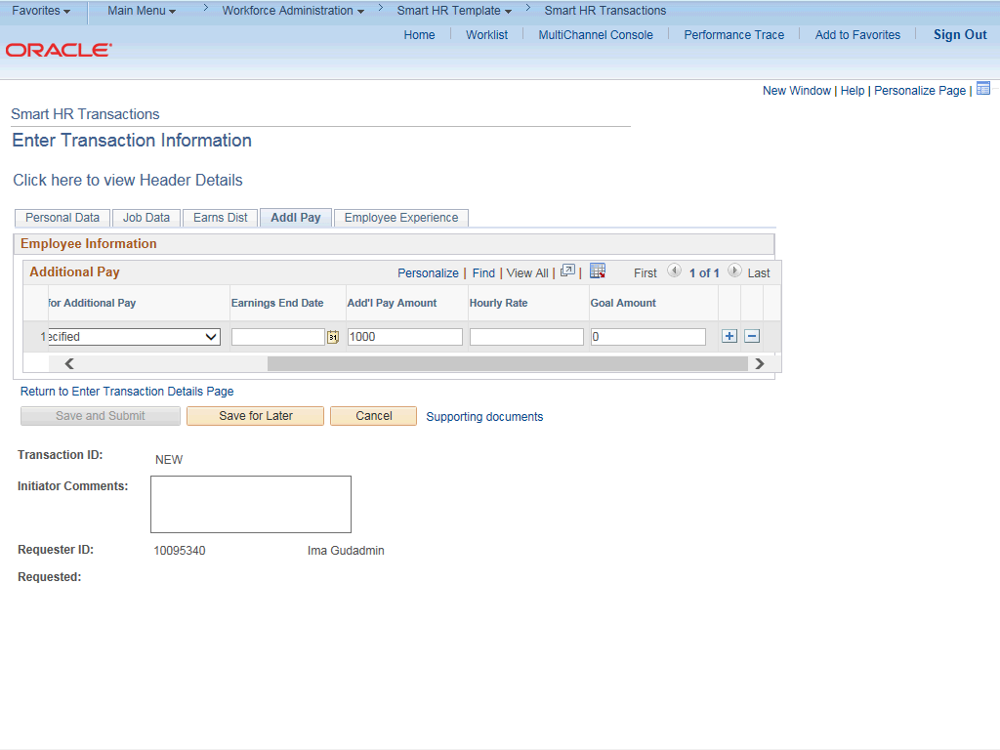 Favorites Main Menu > Workforce Administration > Smart HR Template > Smart HR Transactions
Home Worklist MultiChannel Console Performance Trace Add to Favorites Sign Out
ORACLE
New Window | Help | Personalize Page |
Smart HR Transactions
Enter Transaction Information
Click here to view Header Details
Personal Data Job Data Earns Dist Addl Pay Employee Experience
Employee Information
Additional Pay Personalize | Find | View All | | First 1 of 1 Last
for Additional Pay Earnings End Date Add'l Pay Amount Hourly Rate Goal Amount
1 ecified 31 1000 0
Return to Enter Transaction Details Page
Save and Submit Save for Later Cancel Supporting documents
Transaction ID: NEW
Initiator Comments:
Requester ID: 10095340 Ima Gudadmin
Requested: